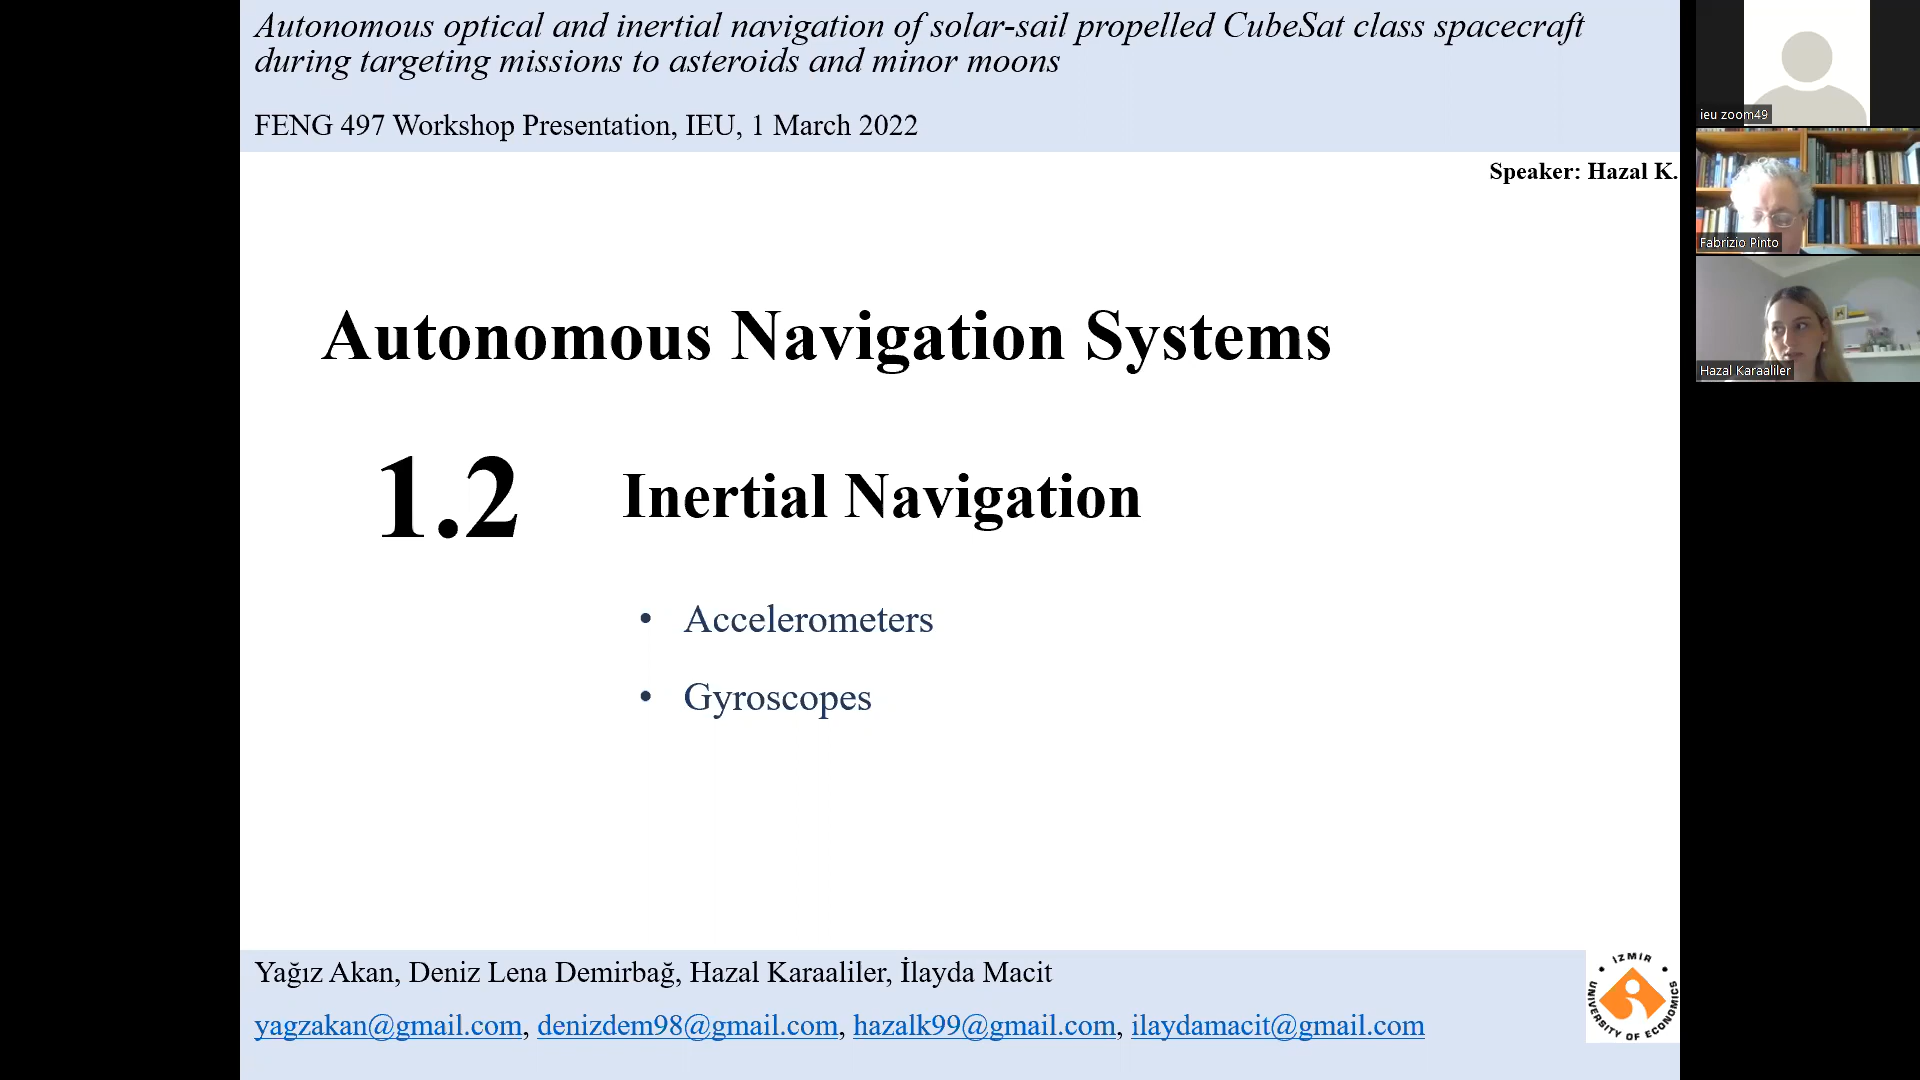 Autonomous optical and inertial navigation of solar-sail propelled CubeSat class spacecraft
during targeting missions to asteroids and minor moons
FENG 497 Workshop Presentation, IEU, 1 March 2022
Speaker: Hazal K.
Autonomous Navigation Systems
1.2 Inertial Navigation
• Accelerometers
• Gyroscopes
Yağız Akan, Deniz Lena Demirbağ, Hazal Karaaliler, İlayda Macit
yagzakan@gmail.com, denizdem98@gmail.com, hazalk99@gmail.com, ilaydamacit@gmail.com
IZMIR
UNIVERSITY OF ECONOMICS
ieu zoom49
Fabrizio Pinto
Hazal Karaaliler